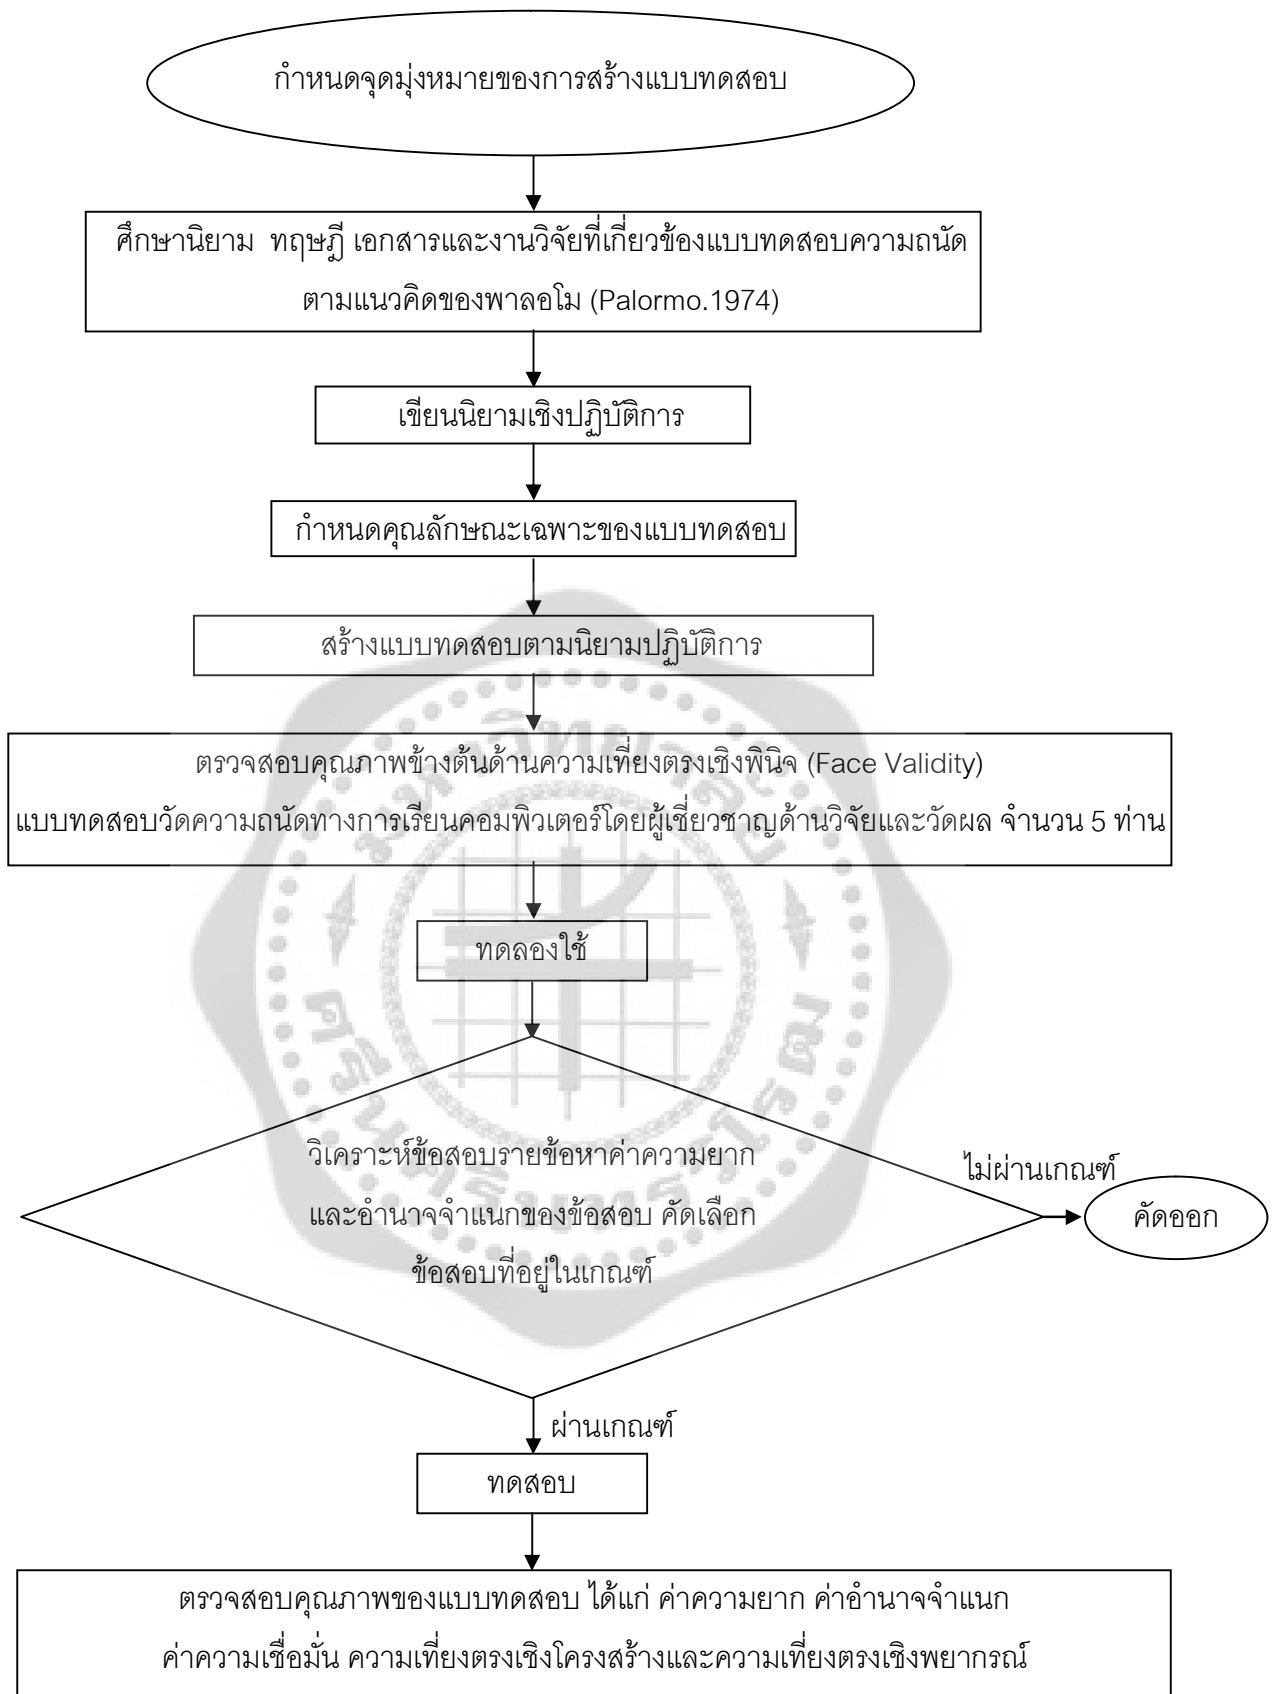 กำหนดจุดมุ่งหมายของการสร้างแบบทดสอบ
ศึกษานิยาม ทฤษฎี เอกสารและงานวิจัยที่เกี่ยวข้องแบบทดสอบความถนัด
ตามแนวคิดของพาลอโม (Palormo.1974)
เขียนนิยามเชิงปฏิบัติการ
กำหนดคุณลักษณะเฉพาะของแบบทดสอบ
สร้างแบบทดสอบตามนิยามปฏิบัติการ
ตรวจสอบคุณภาพข้างต้นด้านความเที่ยงตรงเชิงพินิจ (Face Validity)
แบบทดสอบวัดความถนัดทางการเรียนคอมพิวเตอร์โดยผู้เชี่ยวชาญด้านวิจัยและวัดผล จำนวน 5 ท่าน
ทดลองใช้
วิเคราะห์ข้อสอบรายข้อหาค่าความยาก
และอำนาจจำแนกของข้อสอบ คัดเลือก
ข้อสอบที่อยู่ในเกณฑ์
ไม่ผ่านเกณฑ์
คัดออก
ผ่านเกณฑ์
ทดสอบ
ตรวจสอบคุณภาพของแบบทดสอบ ได้แก่ ค่าความยาก ค่าอำนาจจำแนก
ค่าความเชื่อมั่น ความเที่ยงตรงเชิงโครงสร้างและความเที่ยงตรงเชิงพยากรณ์
มหาวิทยาลัย
ศรีนครินทรวิโรฒ